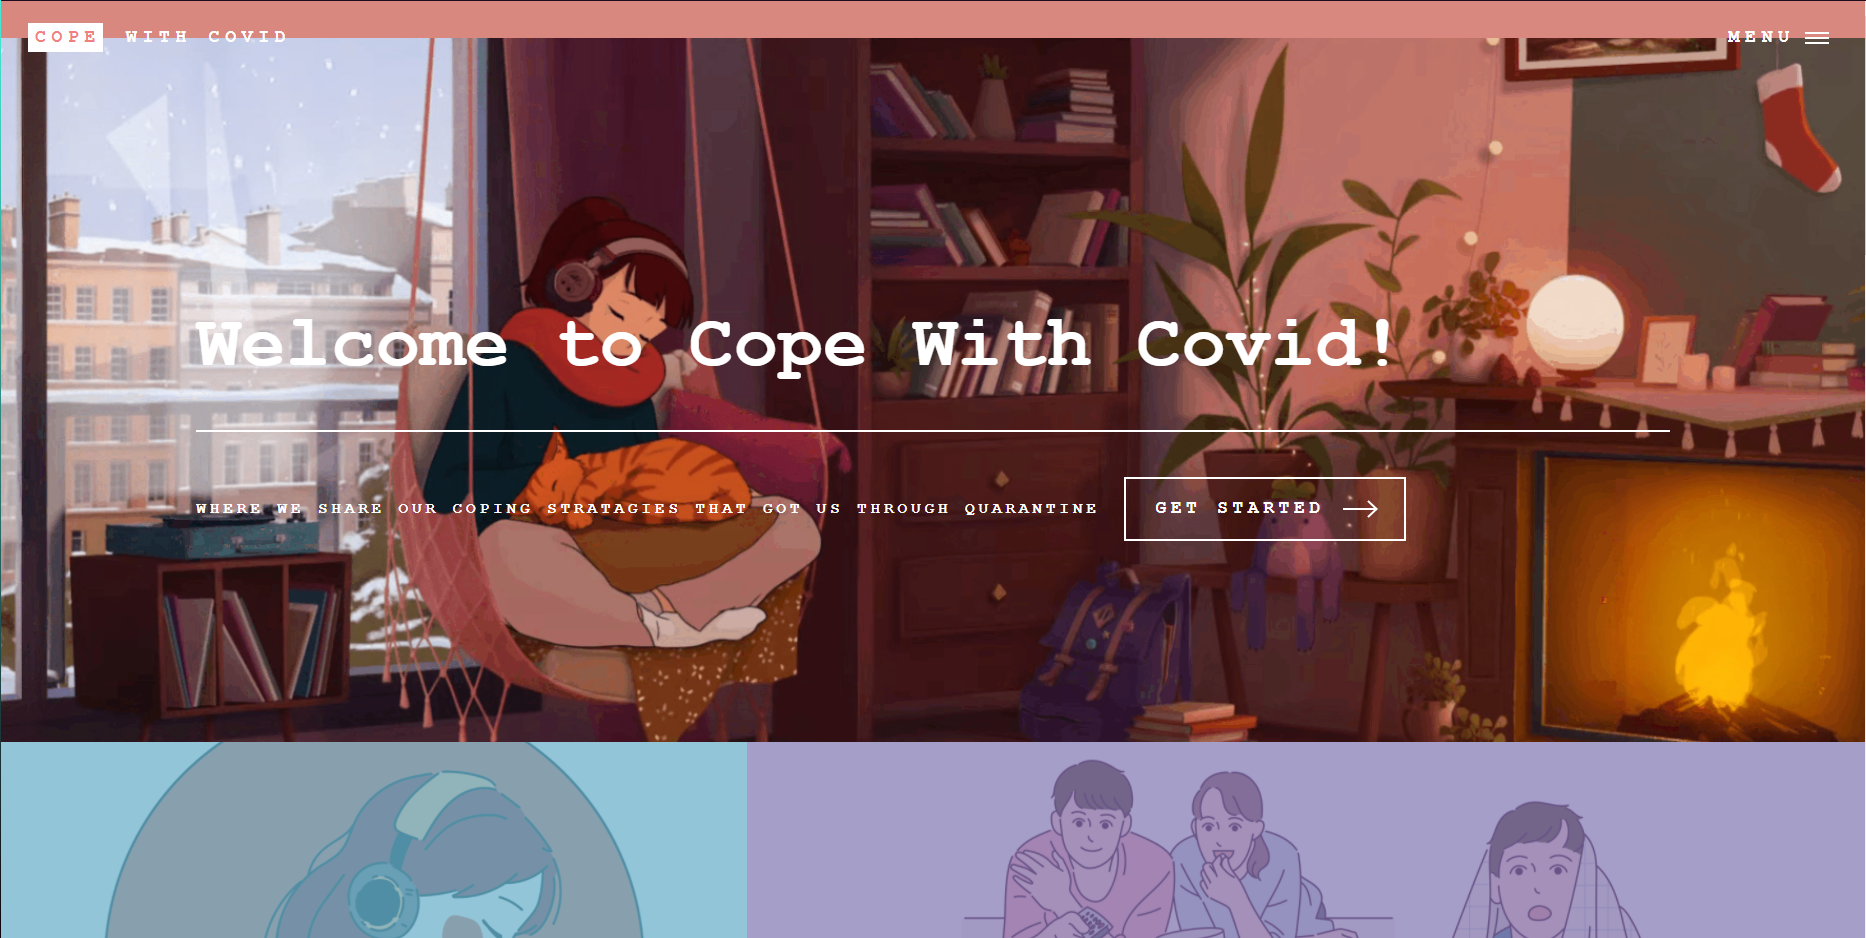 COPE WITH COVID
MENU
Welcome to Cope With Covid!
WHERE WE SHARE OUR COPING STRATAGIES THAT GOT US THROUGH QUARANTINE
GET STARTED